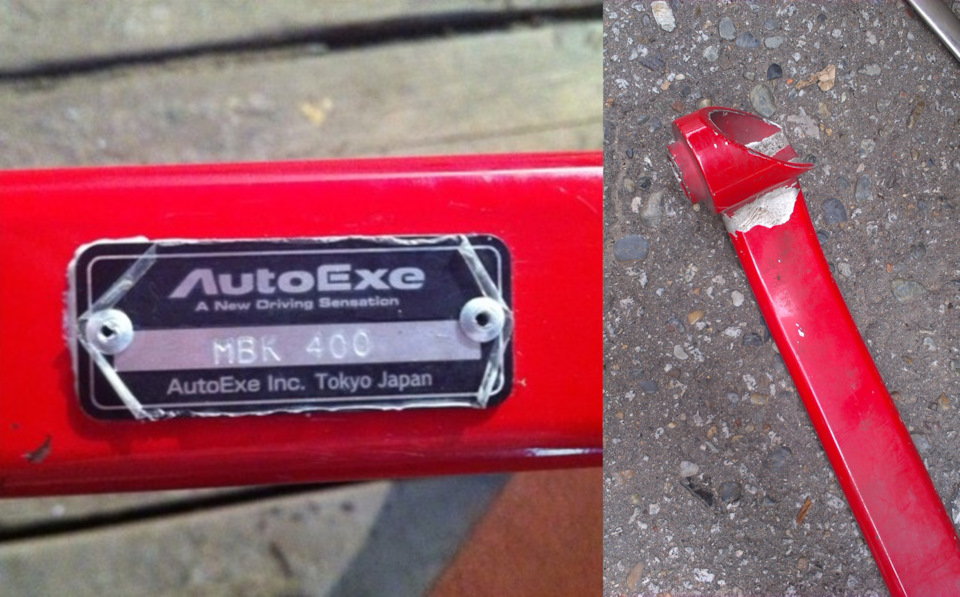 AutoExe
A New Driving Sensation
MBK 400
AutoExe Inc. Tokyo Japan